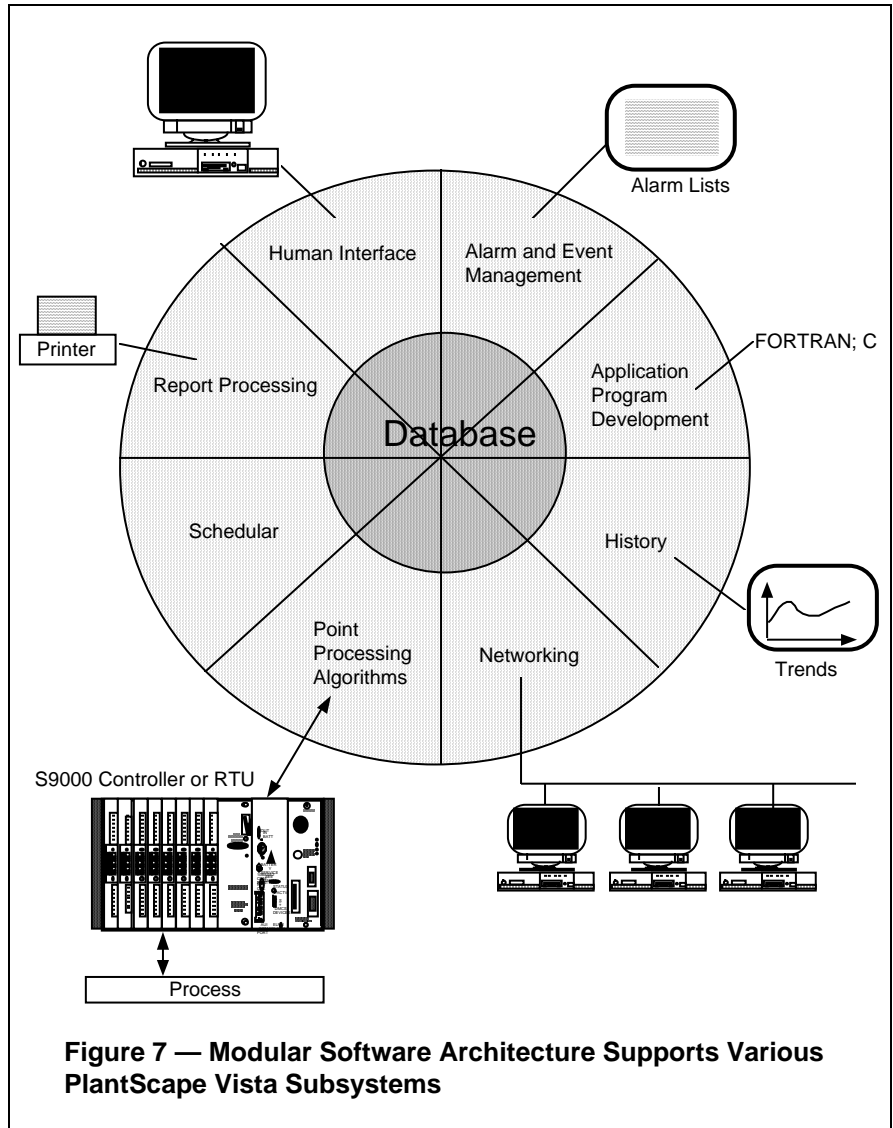 Alarm Lists
Human Interface
Alarm and Event
Management
Printer
FORTRAN; C
Report Processing
Application
Program
Development
Database
Schedular
History
Point
Processing
Algorithms
Networking
Trends
S9000 Controller or RTU
Process
Figure 7 — Modular Software Architecture Supports Various
PlantScape Vista Subsystems